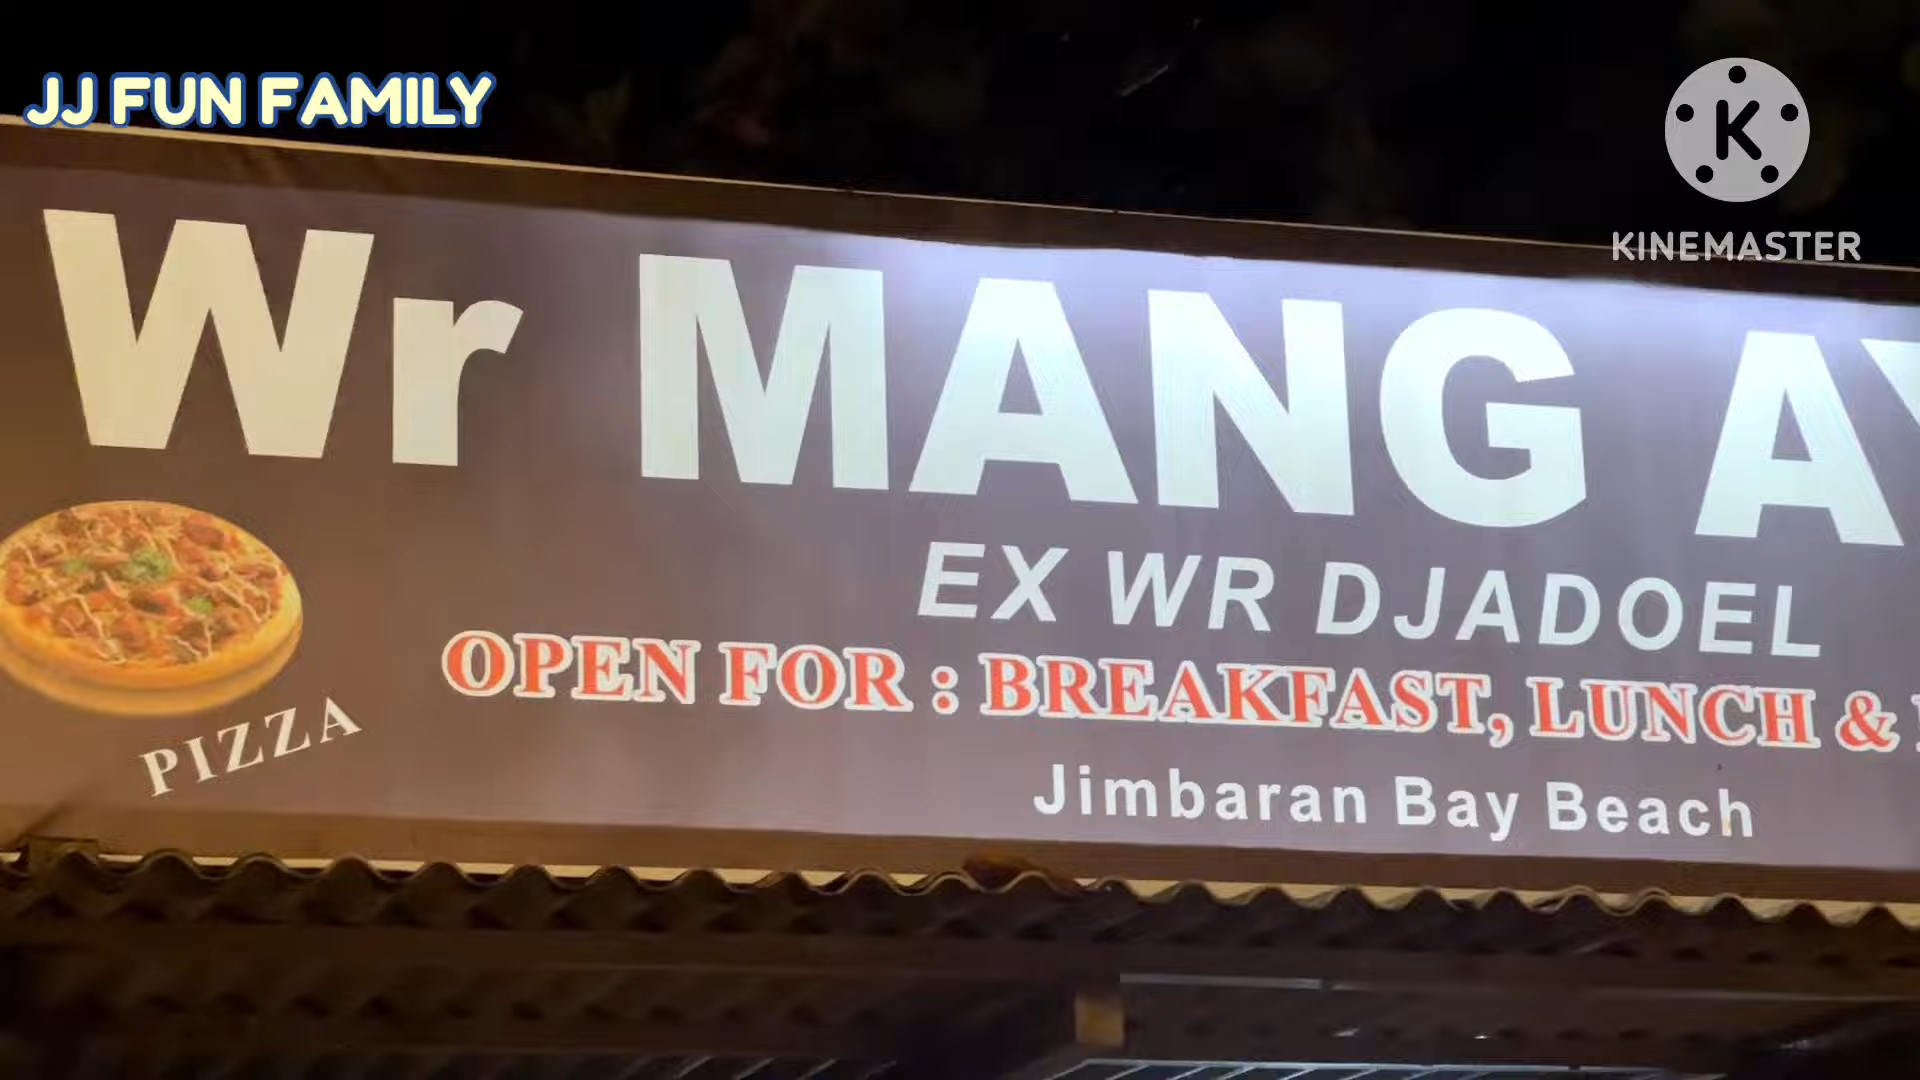 JJ FUN FAMILY
K
KINEMASTER
Wr MANG
EX WR DJADOEL
OPEN FOR : BREAKFAST, LUNCH &
PIZZA
Jimbaran Bay Beach